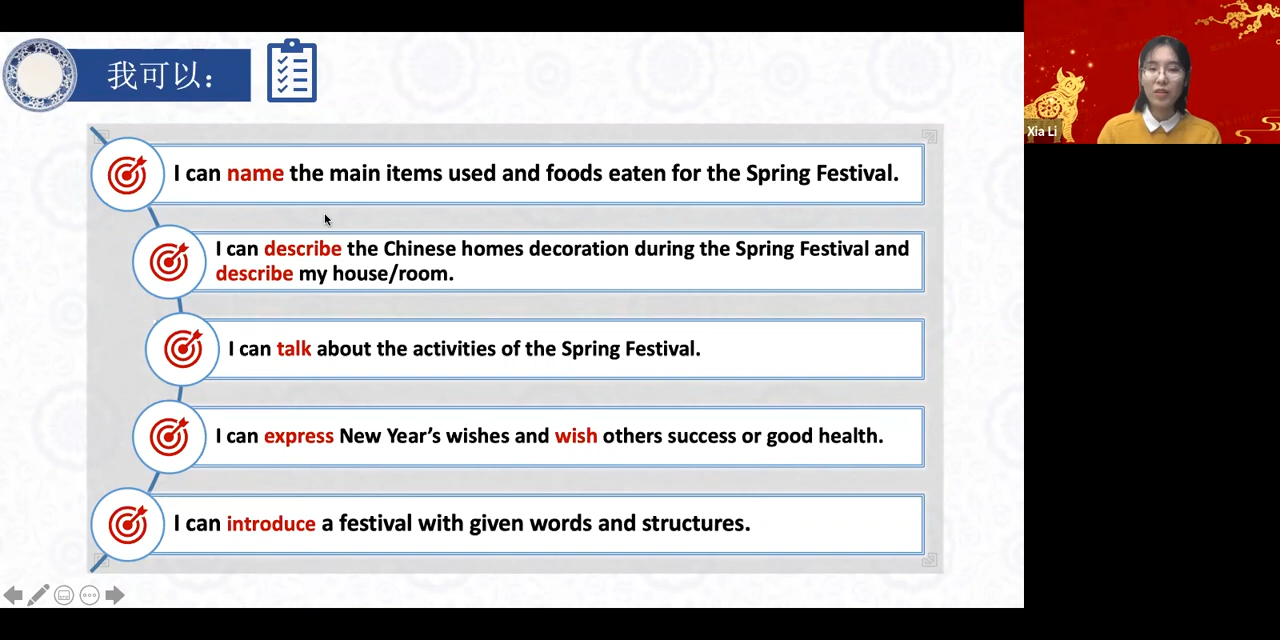 我可以：
I can name the main items used and foods eaten for the Spring Festival.
I can describe the Chinese homes decoration during the Spring Festival and
describe my house/room.
I can talk about the activities of the Spring Festival.
I can express New Year’s wishes and wish others success or good health.
I can introduce a festival with given words and structures.
Xia Li